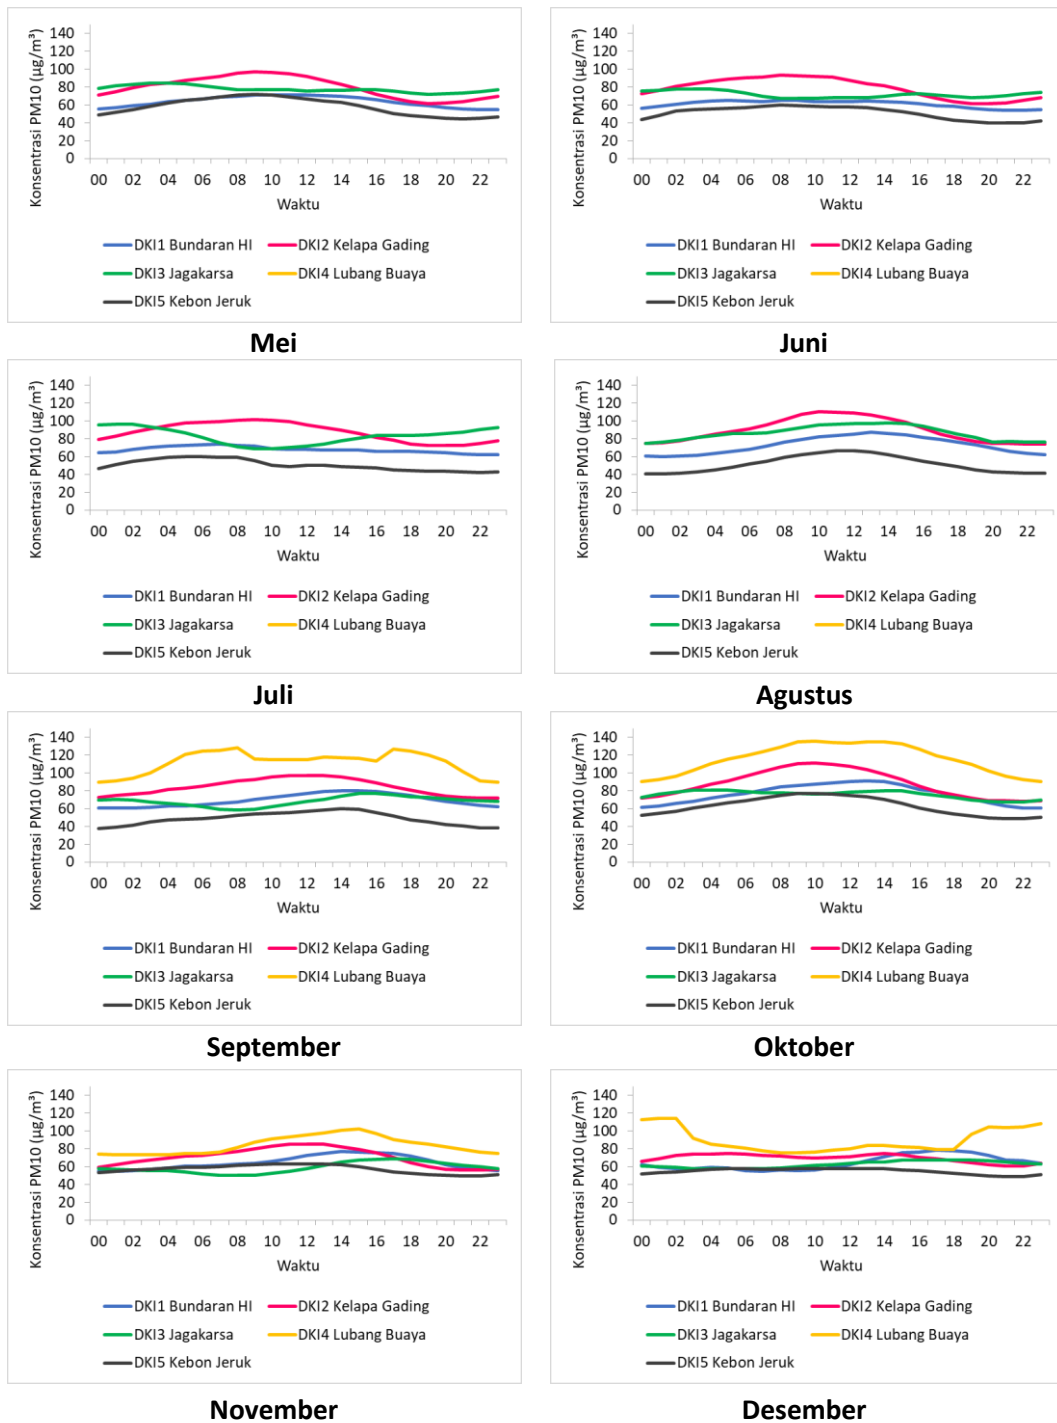 Konsentrasi PM10 (µg/m³)
140
120
100
80
60
40
20
0
00 02 04 06 08 10 12 14 16 18 20 22
Waktu
DKI1 Bundaran HI DKI2 Kelapa Gading
DKI3 Jagakarsa DKI4 Lubang Buaya
DKI5 Kebon Jeruk
Mei
Konsentrasi PM10 (µg/m³)
140
120
100
80
60
40
20
0
00 02 04 06 08 10 12 14 16 18 20 22
Waktu
DKI1 Bundaran HI DKI2 Kelapa Gading
DKI3 Jagakarsa DKI4 Lubang Buaya
DKI5 Kebon Jeruk
Juni
Konsentrasi PM10 (µg/m³)
140
120
100
80
60
40
20
0
00 02 04 06 08 10 12 14 16 18 20 22
Waktu
DKI1 Bundaran HI DKI2 Kelapa Gading
DKI3 Jagakarsa DKI4 Lubang Buaya
DKI5 Kebon Jeruk
Juli
Konsentrasi PM10 (µg/m³)
140
120
100
80
60
40
20
0
00 02 04 06 08 10 12 14 16 18 20 22
Waktu
DKI1 Bundaran HI DKI2 Kelapa Gading
DKI3 Jagakarsa DKI4 Lubang Buaya
DKI5 Kebon Jeruk
Agustus
Konsentrasi PM10 (µg/m³)
140
120
100
80
60
40
20
0
00 02 04 06 08 10 12 14 16 18 20 22
Waktu
DKI1 Bundaran HI DKI2 Kelapa Gading
DKI3 Jagakarsa DKI4 Lubang Buaya
DKI5 Kebon Jeruk
September
Konsentrasi PM10 (µg/m³)
140
120
100
80
60
40
20
0
00 02 04 06 08 10 12 14 16 18 20 22
Waktu
DKI1 Bundaran HI DKI2 Kelapa Gading
DKI3 Jagakarsa DKI4 Lubang Buaya
DKI5 Kebon Jeruk
Oktober
Konsentrasi PM10 (µg/m³)
140
120
100
80
60
40
20
0
00 02 04 06 08 10 12 14 16 18 20 22
Waktu
DKI1 Bundaran HI DKI2 Kelapa Gading
DKI3 Jagakarsa DKI4 Lubang Buaya
DKI5 Kebon Jeruk
November
Konsentrasi PM10 (µg/m³)
140
120
100
80
60
40
20
0
00 02 04 06 08 10 12 14 16 18 20 22
Waktu
DKI1 Bundaran HI DKI2 Kelapa Gading
DKI3 Jagakarsa DKI4 Lubang Buaya
DKI5 Kebon Jeruk
Desember